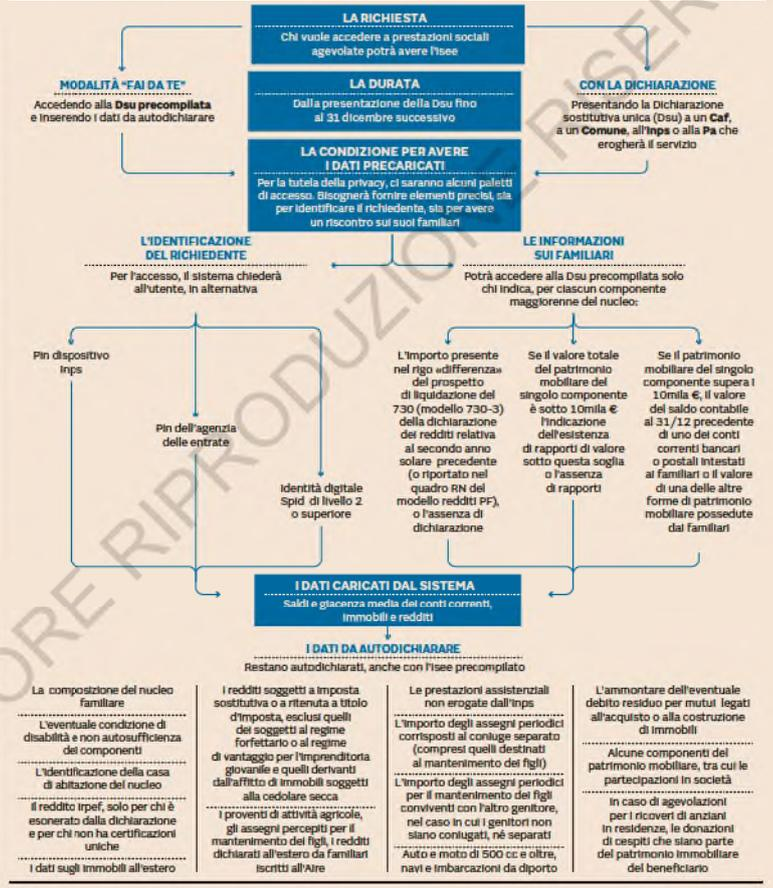 LA RICHIESTA
Chi vuole accedere a prestazioni sociali
agevolate potrà avere l'Isee
MODALITÀ "FAI DA TE"
Accedendo alla Dsu precompilata
e inserendo i dati da autodichiarare
LA DURATA
Dalla presentazione della Dsu fino
al 31 dicembre successivo
CON LA DICHIARAZIONE
Presentando la Dichiarazione
sostitutiva unica (Dsu) a un Caf,
a un Comune, all'Inps o alla Pa che
erogherà il servizio
LA CONDIZIONE PER AVERE
I DATI PRECARICATI
Per la tutela della privacy, ci saranno alcuni paletti
di accesso. Bisognerà fornire elementi precisi, sia
per identificare il richiedente, sia per avere
un riscontro sui suoi familiari
L'IDENTIFICAZIONE
DEL RICHIEDENTE
Per l'accesso, il sistema chiederà
all'utente, in alternativa
Pin dispositivo
Inps
Pin dell'agenzia
delle entrate
Identità digitale
Spid di livello 2
o superiore
LE INFORMAZIONI
SUI FAMILIARI
Potrà accedere alla Dsu precompilata solo
chi indica, per ciascun componente
maggiorenne del nucleo:
L'importo presente
nel rigo «differenza»
del prospetto
di liquidazione del
730 (modello 730-3)
della dichiarazione
dei redditi relativa
al secondo anno
solare precedente
(o riportato nel
quadro RN del
modello redditi PF),
o l'assenza di
dichiarazione
Se il valore totale
del patrimonio
mobiliare del
singolo componente
è sotto 10mila €
l'indicazione
dell'esistenza
di rapporti di valore
sotto questa soglia
o l'assenza
di rapporti
Se il patrimonio
mobiliare del singolo
componente supera i
10mila €, il valore
del saldo contabile
al 31/12 precedente
di uno dei conti
correnti bancari
o postali intestati
ai familiari o il valore
di una delle altre
forme di patrimonio
mobiliare possedute
dai familiari
I DATI CARICATI DAL SISTEMA
Saldi e giacenza media dei conti correnti,
immobili e redditi
I DATI DA AUTODICHIARARE
Restano autodichiarati, anche con l'Isee precompilato
La composizione del nucleo
familiare
L'eventuale condizione di
disabilità e non autosufficienza
dei componenti
L'identificazione della casa
di abitazione del nucleo
Il reddito Irpef, solo per chi è
esonerato dalla dichiarazione
e per chi non ha certificazioni
uniche
I dati sugli immobili all'estero
I redditi soggetti a imposta
sostitutiva o a ritenuta a titolo
d'imposta, esclusi quelli
dei soggetti al regime
forfettario o al regime
di vantaggio per l'imprenditoria
giovanile e quelli derivanti
dall'affitto di immobili soggetti
alla cedolare secca
I proventi di attività agricole,
gli assegni percepiti per il
mantenimento dei figli, i redditi
dichiarati all'estero da familiari
iscritti all'Aire
Le prestazioni assistenziali
non erogate dall'Inps
L'importo degli assegni periodici
corrisposti al coniuge separato
(compresi quelli destinati
al mantenimento dei figli)
L'importo degli assegni periodici
per il mantenimento dei figli
conviventi con l'altro genitore,
nel caso in cui i genitori non
siano coniugati, né separati
Auto e moto di 500 cc e oltre,
navi e imbarcazioni da diporto
L'ammontare dell'eventuale
debito residuo per mutui legati
all'acquisto o alla costruzione
di immobili
Alcune componenti del
patrimonio mobiliare, tra cui le
partecipazioni in società
In caso di agevolazioni
per i ricoveri di anziani
in residenze, le donazioni
di cespiti che siano parte
del patrimonio immobiliare
del beneficiario
ORE RIPRODUZIONE RISER